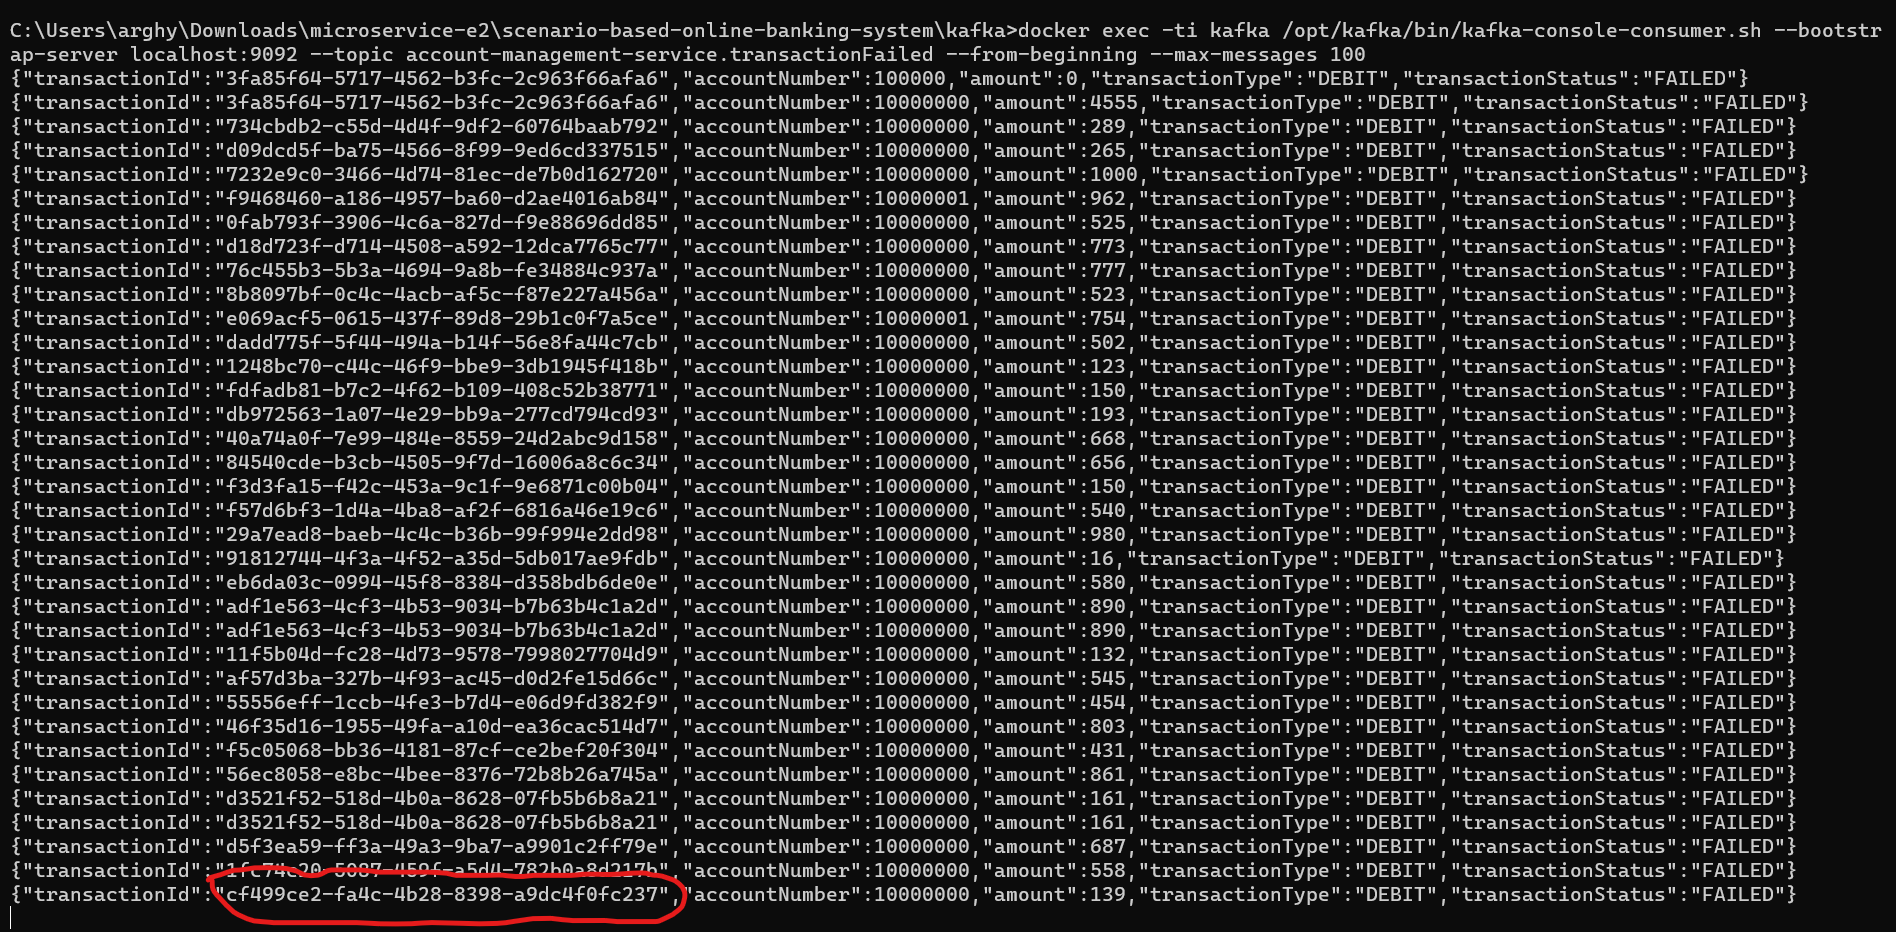 C:\Users\arghy\Downloads\microservice-e2\scenario-based-online-banking-system\kafka>docker exec -ti kafka /opt/kafka/bin/kafka-console-consumer.sh --bootstr
ap-server localhost:9092 --topic account-management-service.transactionFailed --from-beginning --max-messages 100
{"transactionId":"3fa85f64-5717-4562-b3fc-2c963f66afa6","accountNumber":100000,"amount":0,"transactionType":"DEBIT","transactionStatus":"FAILED"}
{"transactionId":"3fa85f64-5717-4562-b3fc-2c963f66afa6","accountNumber":10000000,"amount":4555,"transactionType":"DEBIT","transactionStatus":"FAILED"}
{"transactionId":"734cbdb2-c55d-4d4f-9df2-60764baab792","accountNumber":10000000,"amount":289,"transactionType":"DEBIT","transactionStatus":"FAILED"}
{"transactionId":"d09dcd5f-ba75-4566-8f99-9ed6cd337515","accountNumber":10000000,"amount":265,"transactionType":"DEBIT","transactionStatus":"FAILED"}
{"transactionId":"7232e9c0-3466-4d74-81ec-de7b0d162720","accountNumber":10000000,"amount":1000,"transactionType":"DEBIT","transactionStatus":"FAILED"}
{"transactionId":"f9468460-a186-4957-ba60-d2ae4016ab84","accountNumber":10000001,"amount":962,"transactionType":"DEBIT","transactionStatus":"FAILED"}
{"transactionId":"0fab793f-3906-4c6a-827d-f9e88696dd85","accountNumber":10000000,"amount":525,"transactionType":"DEBIT","transactionStatus":"FAILED"}
{"transactionId":"d18d723f-d714-4508-a592-12dca7765c77","accountNumber":10000000,"amount":773,"transactionType":"DEBIT","transactionStatus":"FAILED"}
{"transactionId":"76c455b3-5b3a-4694-9a8b-fe34884c937a","accountNumber":10000000,"amount":777,"transactionType":"DEBIT","transactionStatus":"FAILED"}
{"transactionId":"8b8097bf-0c4c-4acb-af5c-f87e227a456a","accountNumber":10000000,"amount":523,"transactionType":"DEBIT","transactionStatus":"FAILED"}
{"transactionId":"e069acf5-0615-437f-89d8-29b1c0f7a5ce","accountNumber":10000001,"amount":754,"transactionType":"DEBIT","transactionStatus":"FAILED"}
{"transactionId":"dadd775f-5f44-494a-b14f-56e8fa44c7cb","accountNumber":10000000,"amount":502,"transactionType":"DEBIT","transactionStatus":"FAILED"}
{"transactionId":"1248bc70-c44c-46f9-bbe9-3db1945f418b","accountNumber":10000000,"amount":123,"transactionType":"DEBIT","transactionStatus":"FAILED"}
{"transactionId":"fdfadb81-b7c2-4f62-b109-408c52b38771","accountNumber":10000000,"amount":150,"transactionType":"DEBIT","transactionStatus":"FAILED"}
{"transactionId":"db972563-1a07-4e29-bb9a-277cd794cd93","accountNumber":10000000,"amount":193,"transactionType":"DEBIT","transactionStatus":"FAILED"}
{"transactionId":"40a74a0f-7e99-484e-8559-24d2abc9d158","accountNumber":10000000,"amount":668,"transactionType":"DEBIT","transactionStatus":"FAILED"}
{"transactionId":"84540cde-b3cb-4505-9f7d-16006a8c6c34","accountNumber":10000000,"amount":656,"transactionType":"DEBIT","transactionStatus":"FAILED"}
{"transactionId":"f3d3fa15-f42c-453a-9c1f-9e6871c00b04","accountNumber":10000000,"amount":150,"transactionType":"DEBIT","transactionStatus":"FAILED"}
{"transactionId":"f57d6bf3-1d4a-4ba8-af2f-6816a46e19c6","accountNumber":10000000,"amount":540,"transactionType":"DEBIT","transactionStatus":"FAILED"}
{"transactionId":"29a7ead8-baeb-4c4c-b36b-99f994e2dd98","accountNumber":10000000,"amount":980,"transactionType":"DEBIT","transactionStatus":"FAILED"}
{"transactionId":"91812744-4f3a-4f52-a35d-5db017ae9fdb","accountNumber":10000000,"amount":16,"transactionType":"DEBIT","transactionStatus":"FAILED"}
{"transactionId":"eb6da03c-0994-45f8-8384-d358bdb6de0e","accountNumber":10000000,"amount":580,"transactionType":"DEBIT","transactionStatus":"FAILED"}
{"transactionId":"adf1e563-4cf3-4b53-9034-b7b63b4c1a2d","accountNumber":10000000,"amount":890,"transactionType":"DEBIT","transactionStatus":"FAILED"}
{"transactionId":"adf1e563-4cf3-4b53-9034-b7b63b4c1a2d","accountNumber":10000000,"amount":890,"transactionType":"DEBIT","transactionStatus":"FAILED"}
{"transactionId":"11f5b04d-fc28-4d73-9578-7998027704d9","accountNumber":10000000,"amount":132,"transactionType":"DEBIT","transactionStatus":"FAILED"}
{"transactionId":"af57d3ba-327b-4f93-ac45-d0d2fe15d66c","accountNumber":10000000,"amount":545,"transactionType":"DEBIT","transactionStatus":"FAILED"}
{"transactionId":"55556eff-1ccb-4fe3-b7d4-e06d9fd382f9","accountNumber":10000000,"amount":454,"transactionType":"DEBIT","transactionStatus":"FAILED"}
{"transactionId":"46f35d16-1955-49fa-a10d-ea36cac514d7","accountNumber":10000000,"amount":803,"transactionType":"DEBIT","transactionStatus":"FAILED"}
{"transactionId":"f5c05068-bb36-4181-87cf-ce2bef20f304","accountNumber":10000000,"amount":431,"transactionType":"DEBIT","transactionStatus":"FAILED"}
{"transactionId":"56ec8058-e8bc-4bee-8376-72b8b26a745a","accountNumber":10000000,"amount":861,"transactionType":"DEBIT","transactionStatus":"FAILED"}
{"transactionId":"d3521f52-518d-4b0a-8628-07fb5b6b8a21","accountNumber":10000000,"amount":161,"transactionType":"DEBIT","transactionStatus":"FAILED"}
{"transactionId":"d3521f52-518d-4b0a-8628-07fb5b6b8a21","accountNumber":10000000,"amount":161,"transactionType":"DEBIT","transactionStatus":"FAILED"}
{"transactionId":"d5f3ea59-ff3a-49a3-9ba7-a9901c2ff79e","accountNumber":10000000,"amount":687,"transactionType":"DEBIT","transactionStatus":"FAILED"}
{"transactionId":"accountNumber":10000000,"amount":558,"transactionType":"DEBIT","transactionStatus":"FAILED"}
{"transactionId":"cf499ce2-fa4c-4b28-8398-a9dc4f0fc237","accountNumber":10000000,"amount":139,"transactionType":"DEBIT","transactionStatus":"FAILED"}